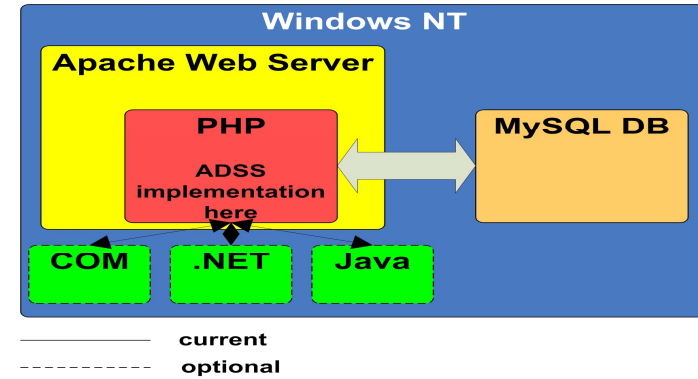 Windows NT
Apache Web Server
PHP
ADSS
implementation
here
MySQL DB
COM
.NET
Java
current
optional